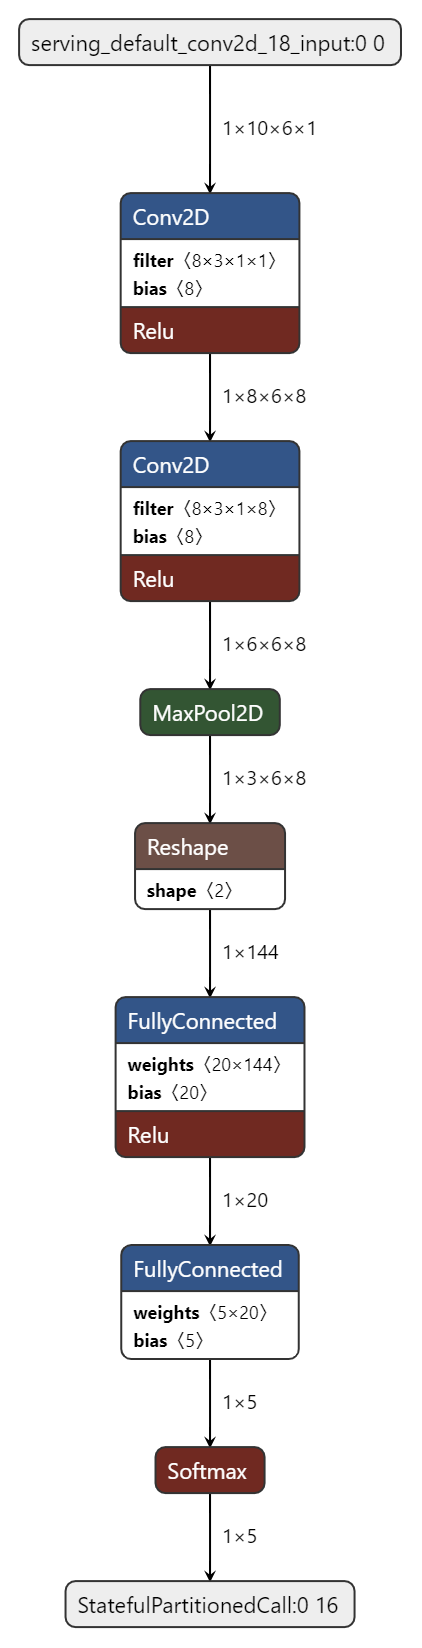 serving_default_conv2d_18_input:0 0
1×10×6×1
Conv2D
filter 〈8×3×1×1〉
bias 〈8〉
Relu
1×8×6×8
Conv2D
filter 〈8×3×1×8〉
bias 〈8〉
Relu
1×6×6×8
MaxPool2D
1×3×6×8
Reshape
shape 〈2〉
1×144
FullyConnected
weights 〈20×144〉
bias 〈20〉
Relu
1×20
FullyConnected
weights 〈5×20〉
bias 〈5〉
1×5
Softmax
1×5
StatefulPartitionedCall:0 16